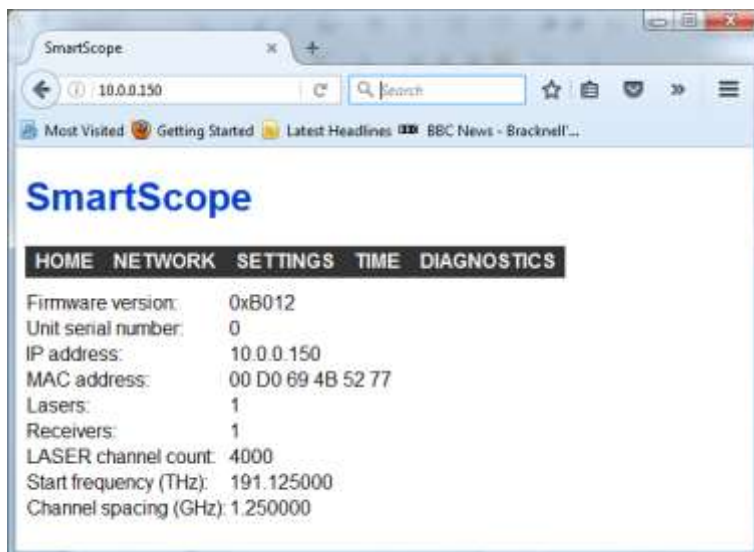 SmartScope
10.0.0.150
Search
Most Visited Getting Started Latest Headlines BBC News - Bracknell'...
SmartScope
HOME NETWORK SETTINGS TIME DIAGNOSTICS
Firmware version: 0xB012
Unit serial number: 0
IP address: 10.0.0.150
MAC address: 00 D0 69 4B 52 77
Lasers: 1
Receivers: 1
LASER channel count: 4000
Start frequency (THz): 191.125000
Channel spacing (GHz): 1.250000